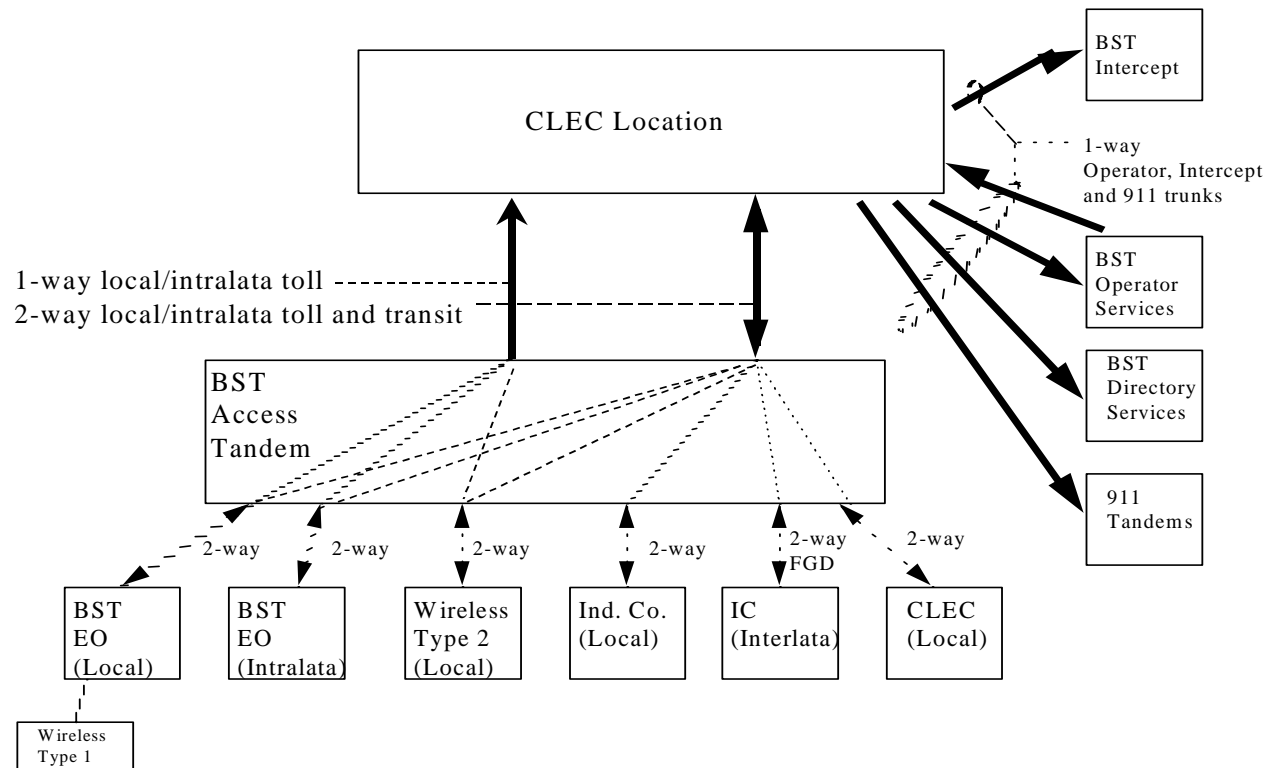 BST
Intercept
CLEC Location
1-way
Operator, Intercept
and 911 trunks
BST
Operator
Services
1-way local/intralata toll
2-way local/intralata toll and transit
BST
Access
Tandem
BST
Directory
Services
911
Tandems
2-way
2-way
2-way
2-way
2-way
FGD
2-way
BST
EO
(Local)
BST
EO
(Intralata)
Wireless
Type 2
(Local)
Ind. Co.
(Local)
IC
(Interlata)
CLEC
(Local)
Wireless
Type 1